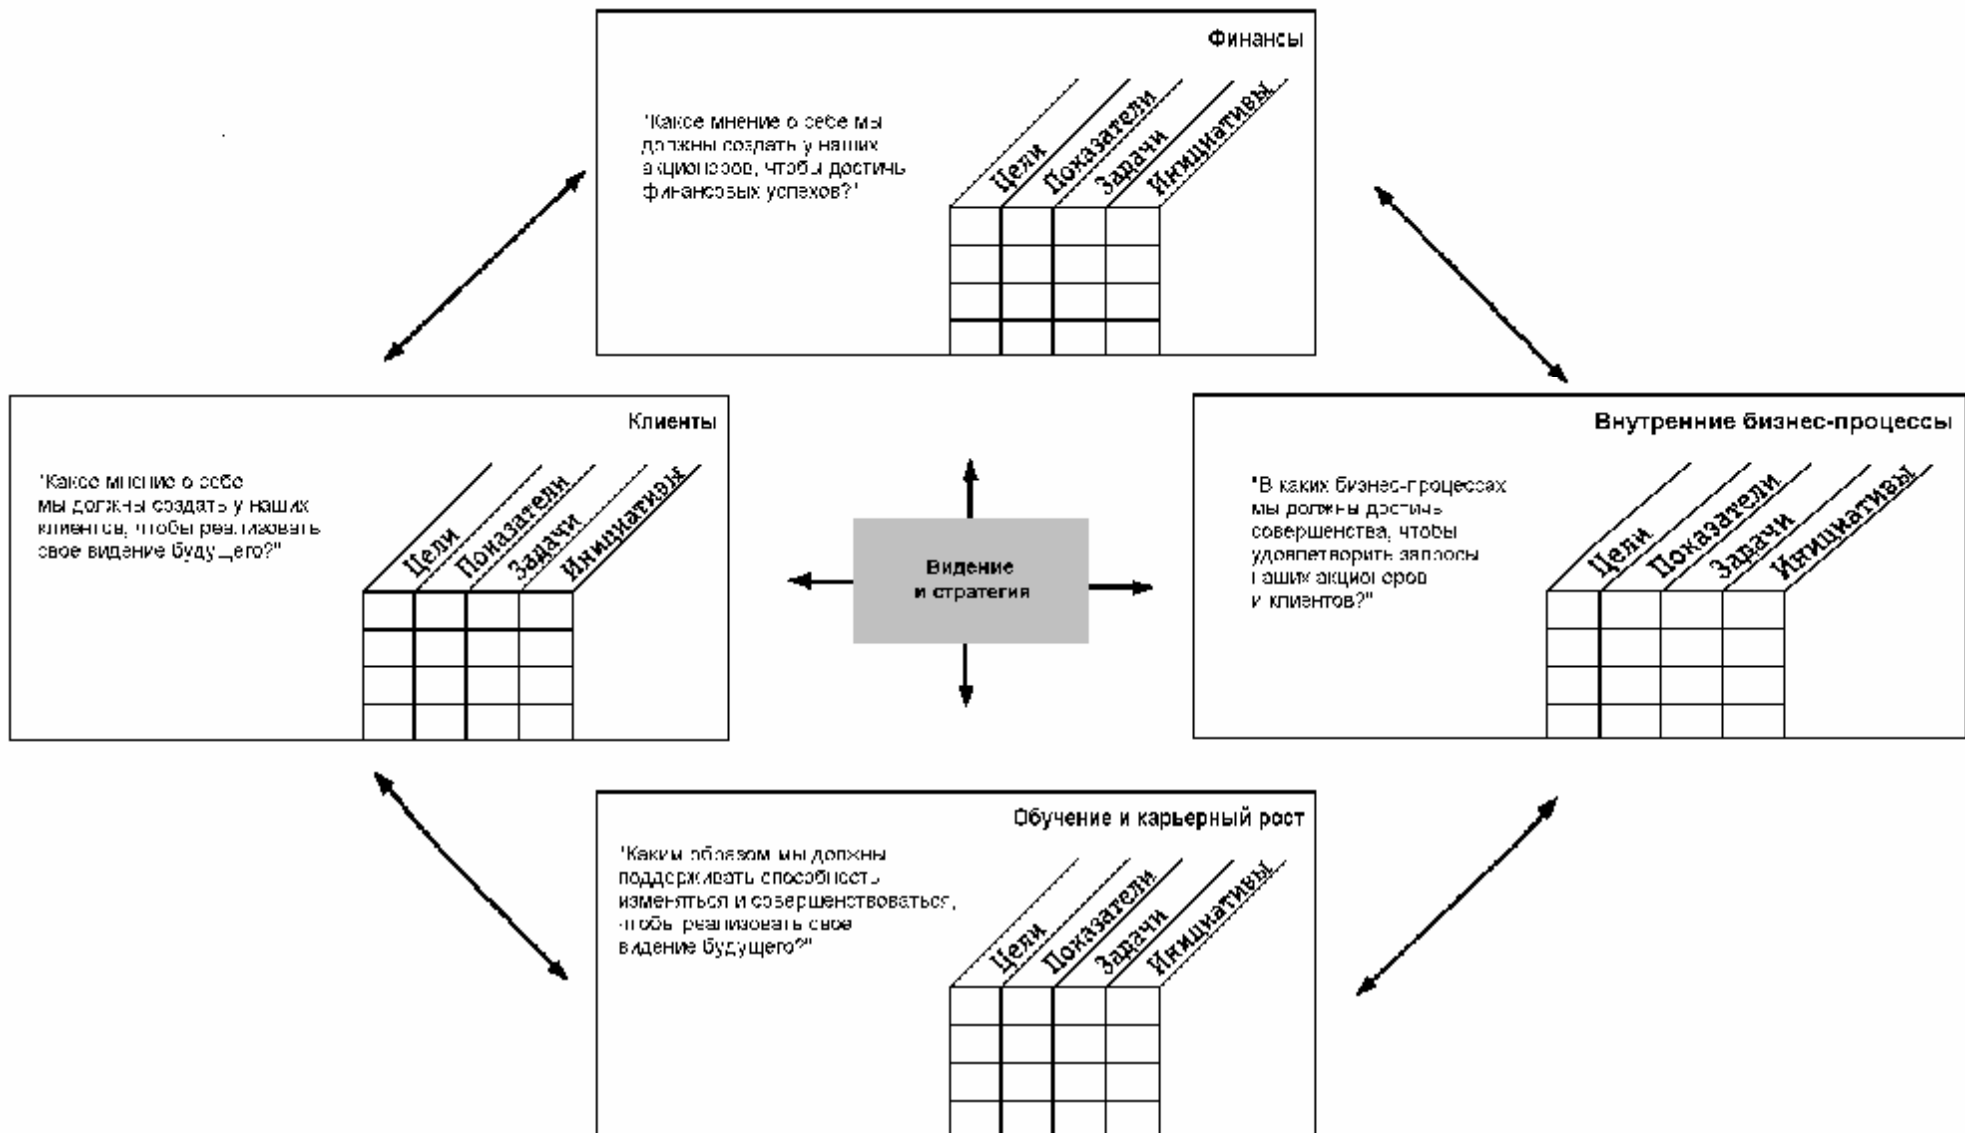 Финансы
"Какое мнение о себе мы
должны создать у наших
акционеров, чтобы достичь
финансовых успехов?"
Цели
Показатели
Задачи
Инициативы
Клиенты
"Какое мнение о себе
мы должны создать у наших
клиентов, чтобы реализовать
свое видение будущего?"
Цели
Показатели
Задачи
Инициативы
Видение
и стратегия
Внутренние бизнес-процессы
"В каких бизнес-процессах
мы должны достичь
совершенства, чтобы
удовлетворить запросы
наших акционеров
и клиентов?"
Цели
Показатели
Задачи
Инициативы
Обучение и карьерный рост
"Каким образом мы должны
поддерживать способность
изменяться и совершенствоваться,
чтобы реализовать свое
видение будущего?"
Цели
Показатели
Задачи
Инициативы